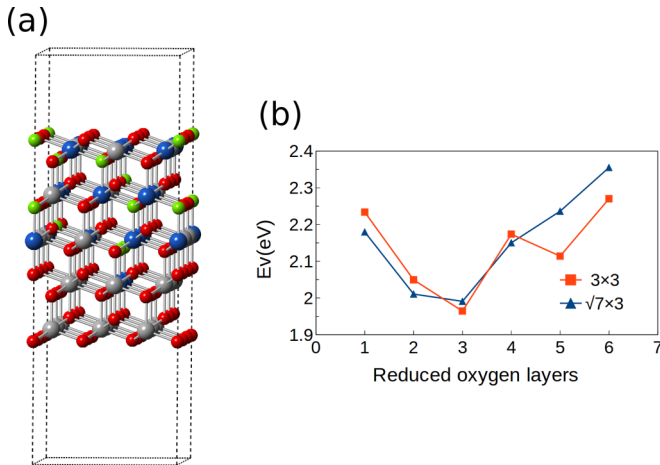 (a)
(b)
2.4
2.3
2.2
2.1
2
1.9
Ev(eV)
3×3
√7×3
0 1 2 3 4 5 6 7
Reduced oxygen layers